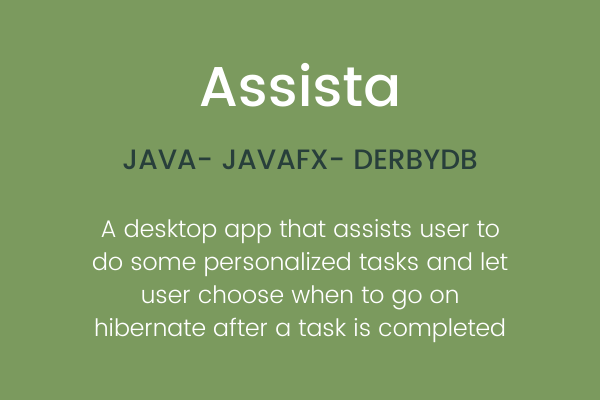 Assista
JAVA- JAVAFX- DERBYDB
A desktop app that assists user to
do some personalized tasks and let
user choose when to go on
hibernate after a task is completed